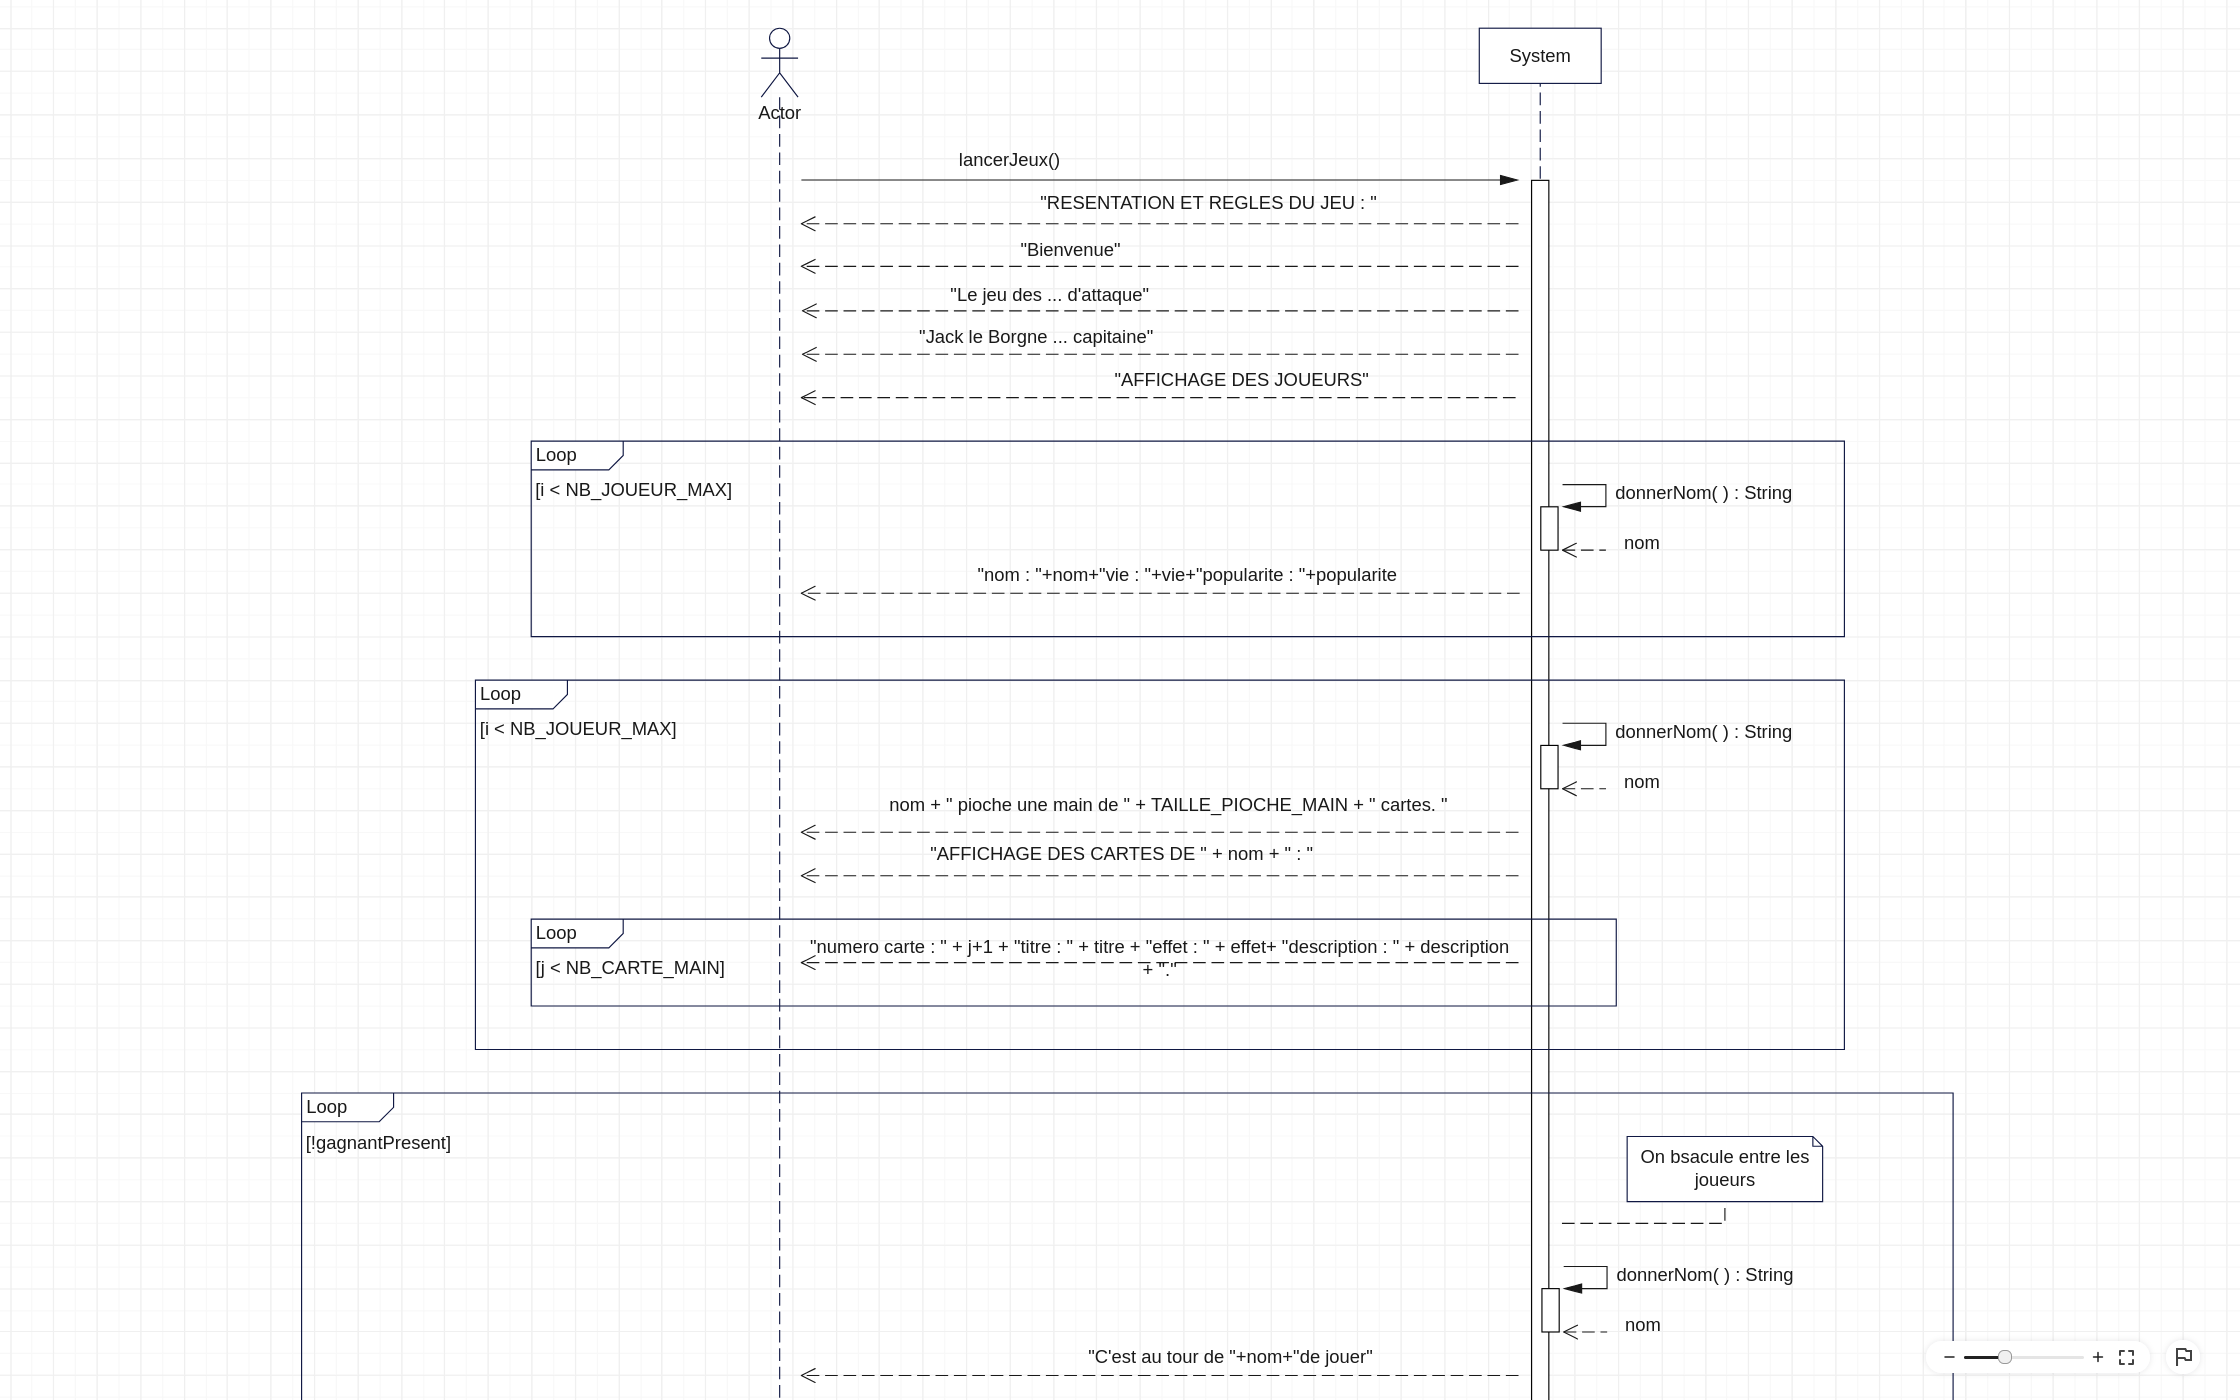 System
Actor
lancerJeux()
"RESENTATION ET REGLES DU JEU : "
"Bienvenue"
"Le jeu des ... d'attaque"
"Jack le Borgne ... capitaine"
"AFFICHAGE DES JOUEURS"
Loop
[i < NB_JOUEUR_MAX]
donnerNom( ) : String
nom
"nom : "+nom+"vie : "+vie+"popularite : "+popularite
Loop
[i < NB_JOUEUR_MAX]
donnerNom( ) : String
nom
nom + " pioche une main de " + TAILLE_PIOCHE_MAIN + " cartes. "
"AFFICHAGE DES CARTES DE " + nom + " : "
Loop
[j < NB_CARTE_MAIN]
"numero carte : " + j+1 + "titre : " + titre + "effet : " + effet+ "description : " + description
+ "."
Loop
[!gagnantPresent]
On bsacule entre les
joueurs
donnerNom( ) : String
nom
"C'est au tour de "+nom+"de jouer"